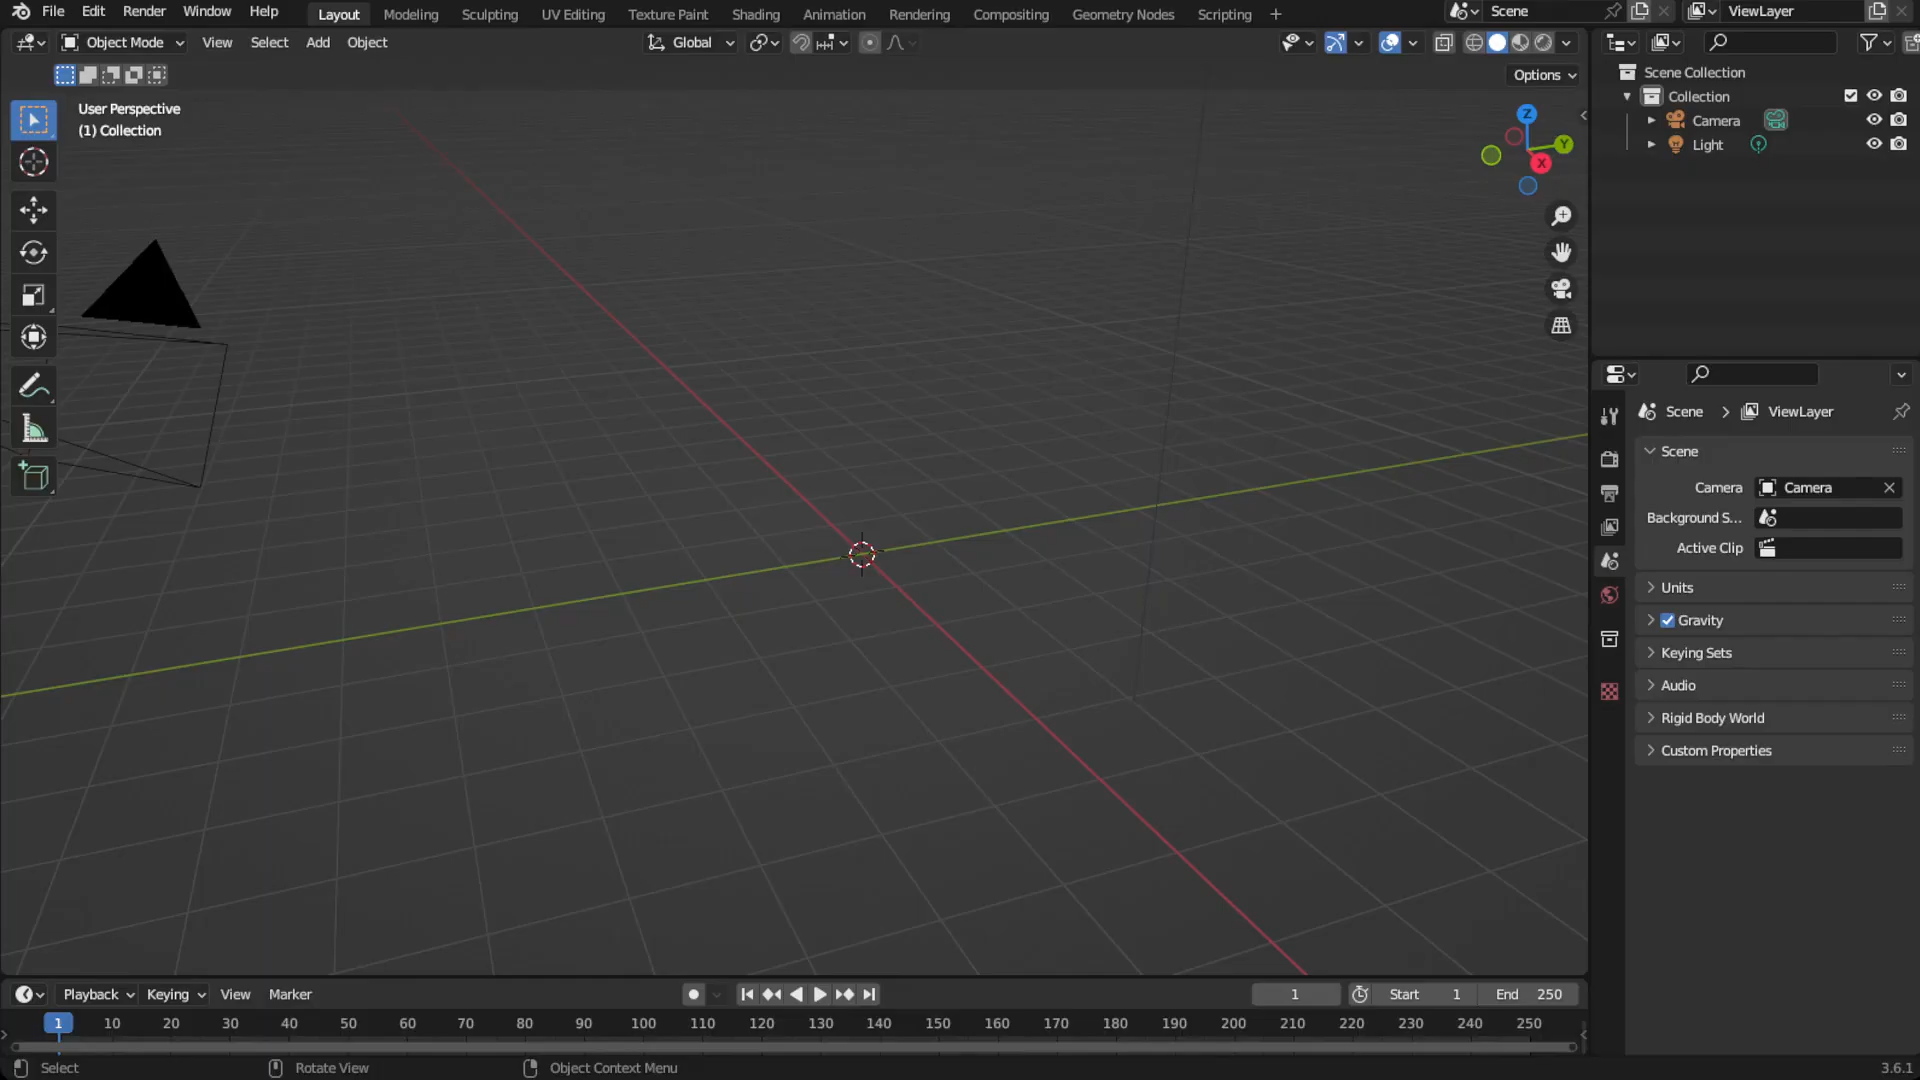 File Edit Render Window Help Layout Modeling Sculpting UV Editing Texture Paint Shading Animation Rendering Compositing Geometry Nodes Scripting + Scene ViewLayer
Object Mode View Select Add Object Global
Options
User Perspective
(1) Collection
Z
Y
X
Scene Collection
Collection
Camera
Light
Scene ViewLayer
Scene
Camera Camera
Background S...
Active Clip
Units
Gravity
Keying Sets
Audio
Rigid Body World
Custom Properties
Playback Keying View Marker 1 Start 1 End 250
1 10 20 30 40 50 60 70 80 90 100 110 120 130 140 150 160 170 180 190 200 210 220 230 240 250
Select Rotate View Object Context Menu 3.6.1